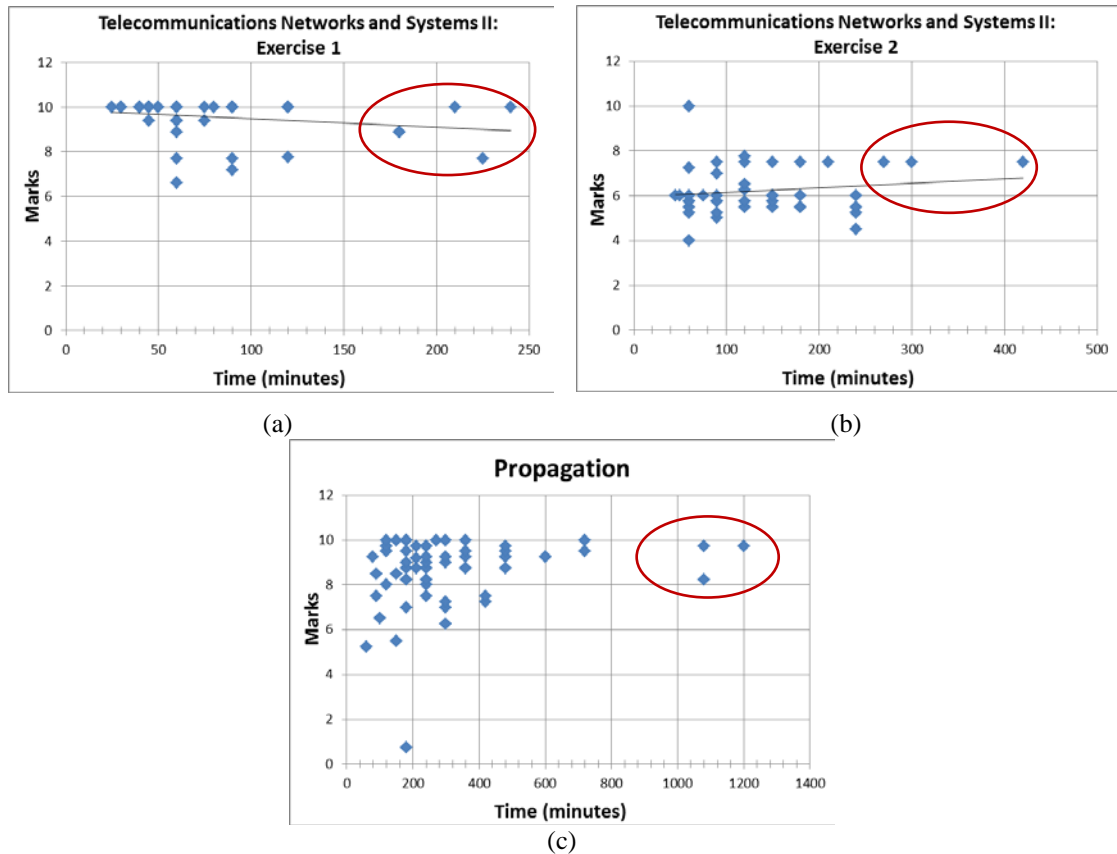 Telecommunications Networks and Systems II:
Exercise 1
12
10
8
6
4
2
0
Marks
0 50 100 150 200 250
Time (minutes)
(a)
Telecommunications Networks and Systems II:
Exercise 2
12
10
8
6
4
2
0
Marks
0 100 200 300 400 500
Time (minutes)
(b)
Propagation
12
10
8
6
4
2
0
Marks
0 200 400 600 800 1000 1200 1400
Time (minutes)
(c)